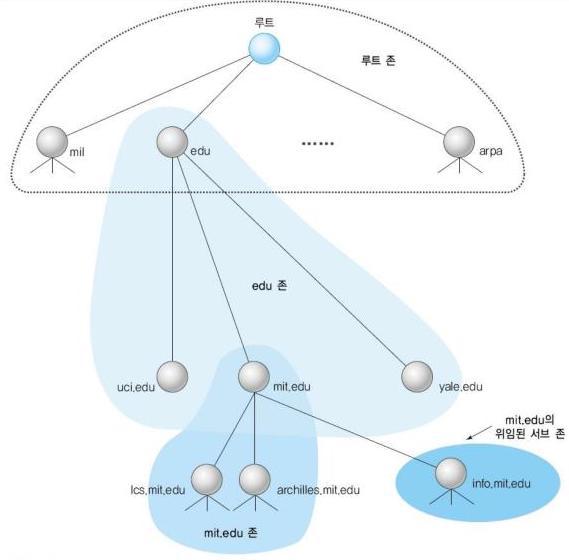 루트
루트 존
mil
edu
......
arpa
edu 존
uci,edu
mit,edu
yale,edu
mit,edu의
위임된 서브 존
lcs,mit,edu
archilles,mit,edu
info,mit,edu
mit,edu 존